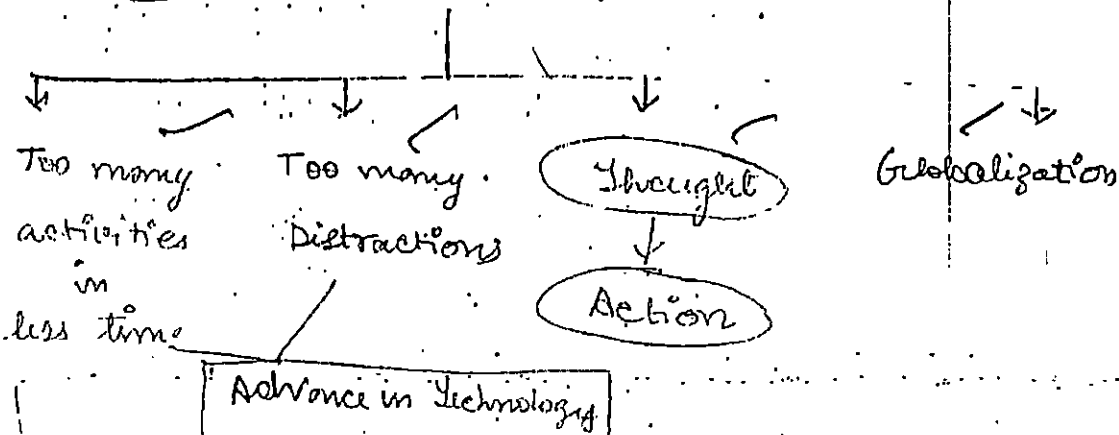 Too many
activities
in
less time
Too many
Distractions
Thought
Action
Globalization
Advance in Technology